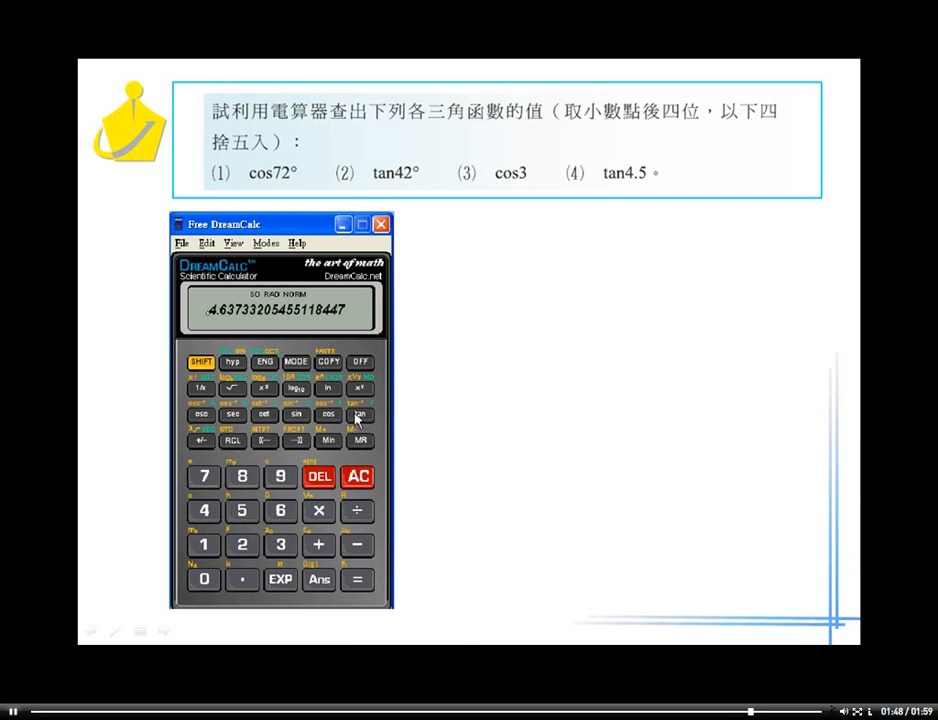 試利用電算器查出下列各三角函數的值（取小數點後四位，以下四
捨五入）：
⑴ cos72° ⑵ tan42° ⑶ cos3 ⑷ tan4.5。
Free DreamCalc
File Edit View Modes Help
DREAMCALC™ the art of math
Scientific Calculator DreamCalc.net
SO RAD NORM
4.63733205455118447
SHIFT hyp ENG MODE COPY OFF
1/x √ x² log₁₀ ln xʸ
csc sec cot sin cos tan
+/- RCL [(--- ---)] Min MR
7 8 9 DEL AC
4 5 6 × ÷
1 2 3 + −
0 · EXP Ans =
01:48 / 01:59